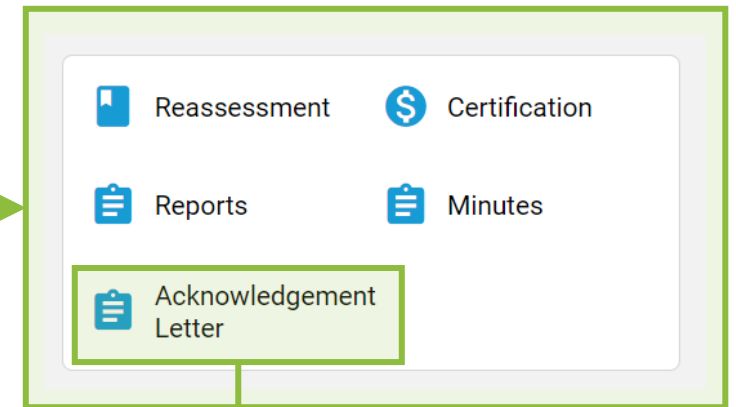 Reassessment
Certification
Reports
Minutes
Acknowledgement
Letter